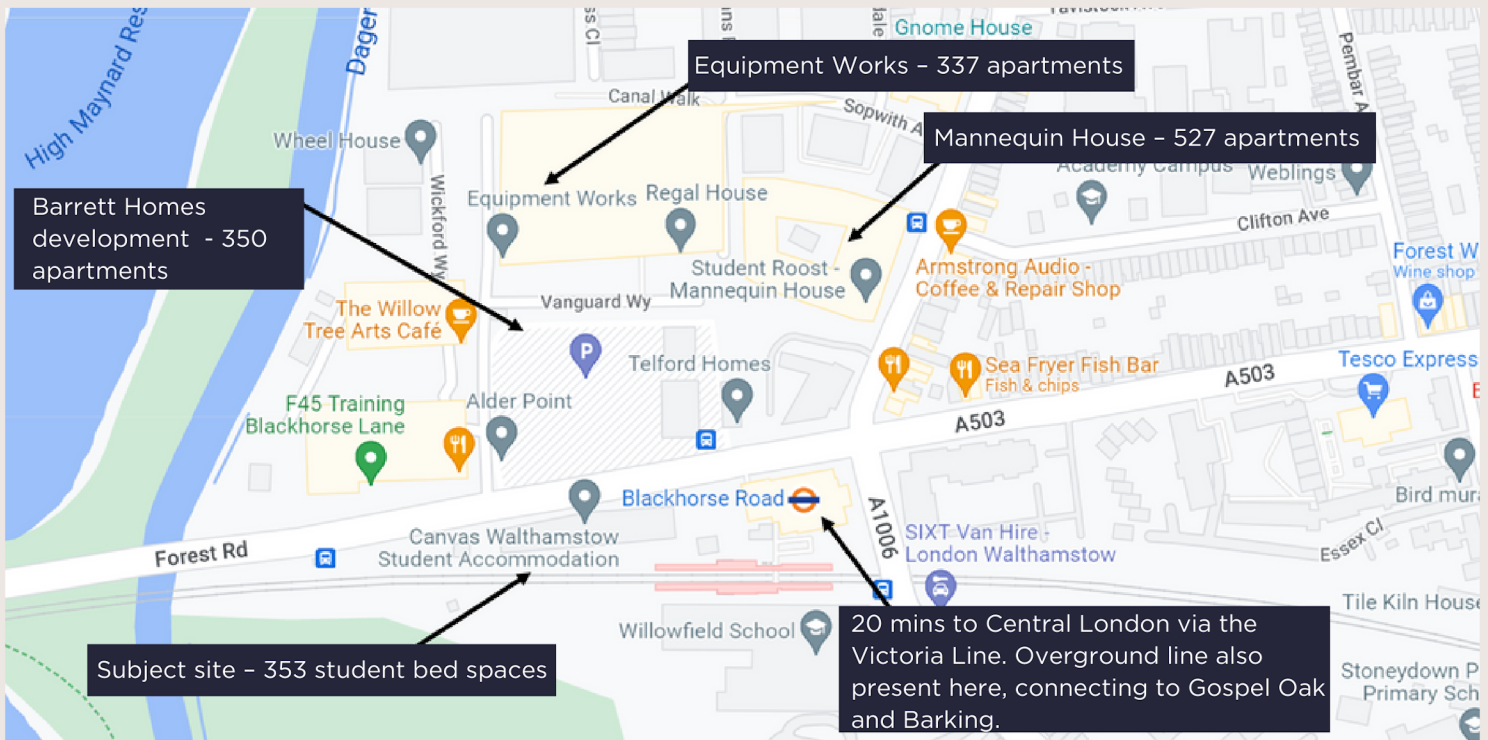 High Maynard Res
Dager
ss Cl
Gnome House
Pembar A
Equipment Works – 337 apartments
Canal Walk
Sopwith A
Wheel House
Mannequin House – 527 apartments
Academy Campus
Weblings
Wickford Wy
Equipment Works
Regal House
Barrett Homes
development - 350
apartments
Clifton Ave
Student Roost -
Mannequin House
Armstrong Audio -
Coffee & Repair Shop
Forest W
Wine shop
The Willow
Tree Arts Café
Vanguard Wy
P
Telford Homes
Sea Fryer Fish Bar
Fish & chips
A503
Tesco Express
F45 Training
Blackhorse Lane
Alder Point
A503
Blackhorse Road
A1006
Bird mura
Canvas Walthamstow
Student Accommodation
SIXT Van Hire -
London Walthamstow
Essex Cl
Forest Rd
Tile Kiln House
Willowfield School
20 mins to Central London via the
Victoria Line. Overground line also
present here, connecting to Gospel Oak
and Barking.
Subject site – 353 student bed spaces
Stoneydown P
Primary Sch